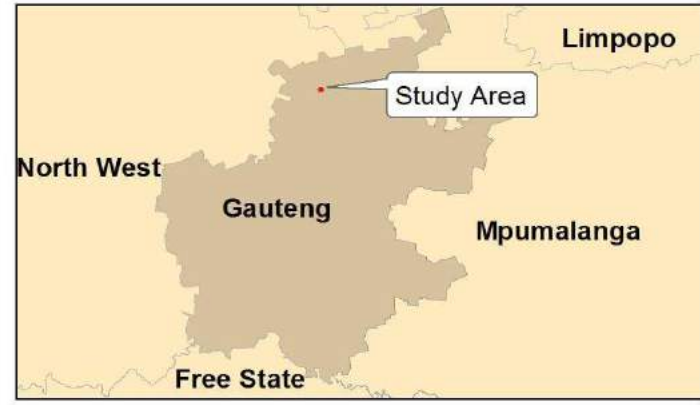 Limpopo
Study Area
North West
Gauteng
Mpumalanga
Free State